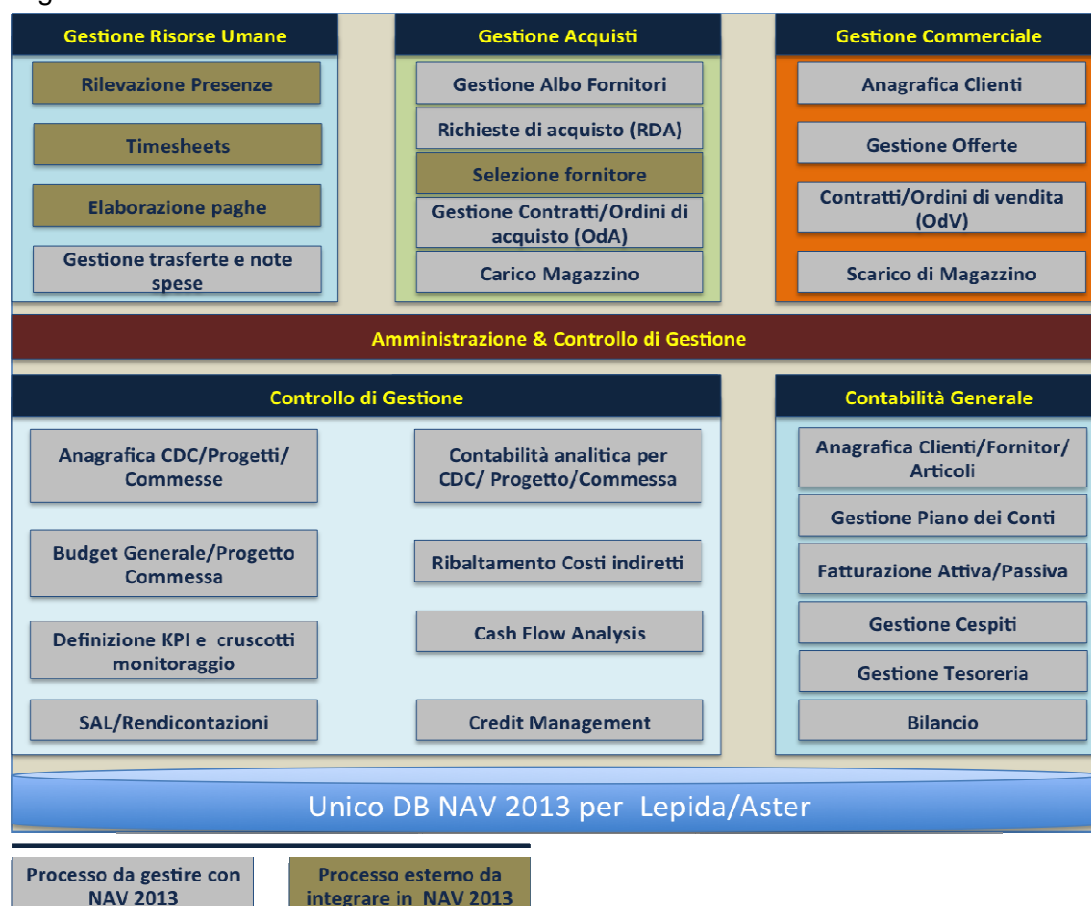 Gestione Risorse Umane
Rilevazione Presenze
Timesheets
Elaborazione paghe
Gestione trasferte e note
spese
Gestione Acquisti
Gestione Albo Fornitori
Richieste di acquisto (RDA)
Selezione fornitore
Gestione Contratti/Ordini di
acquisto (OdA)
Carico Magazzino
Gestione Commerciale
Anagrafica Clienti
Gestione Offerte
Contratti/Ordini di vendita
(OdV)
Scarico di Magazzino
Amministrazione & Controllo di Gestione
Controllo di Gestione
Anagrafica CDC/Progetti/
Commesse
Budget Generale/Progetto
Commessa
Definizione KPI e cruscotti
monitoraggio
SAL/Rendicontazioni
Contabilità analitica per
CDC/ Progetto/Commessa
Ribaltamento Costi indiretti
Cash Flow Analysis
Credit Management
Contabilità Generale
Anagrafica Clienti/Fornitor/
Articoli
Gestione Piano dei Conti
Fatturazione Attiva/Passiva
Gestione Cespiti
Gestione Tesoreria
Bilancio
Unico DB NAV 2013 per Lepida/Aster
Processo da gestire con
NAV 2013
Processo esterno da
integrare in NAV 2013